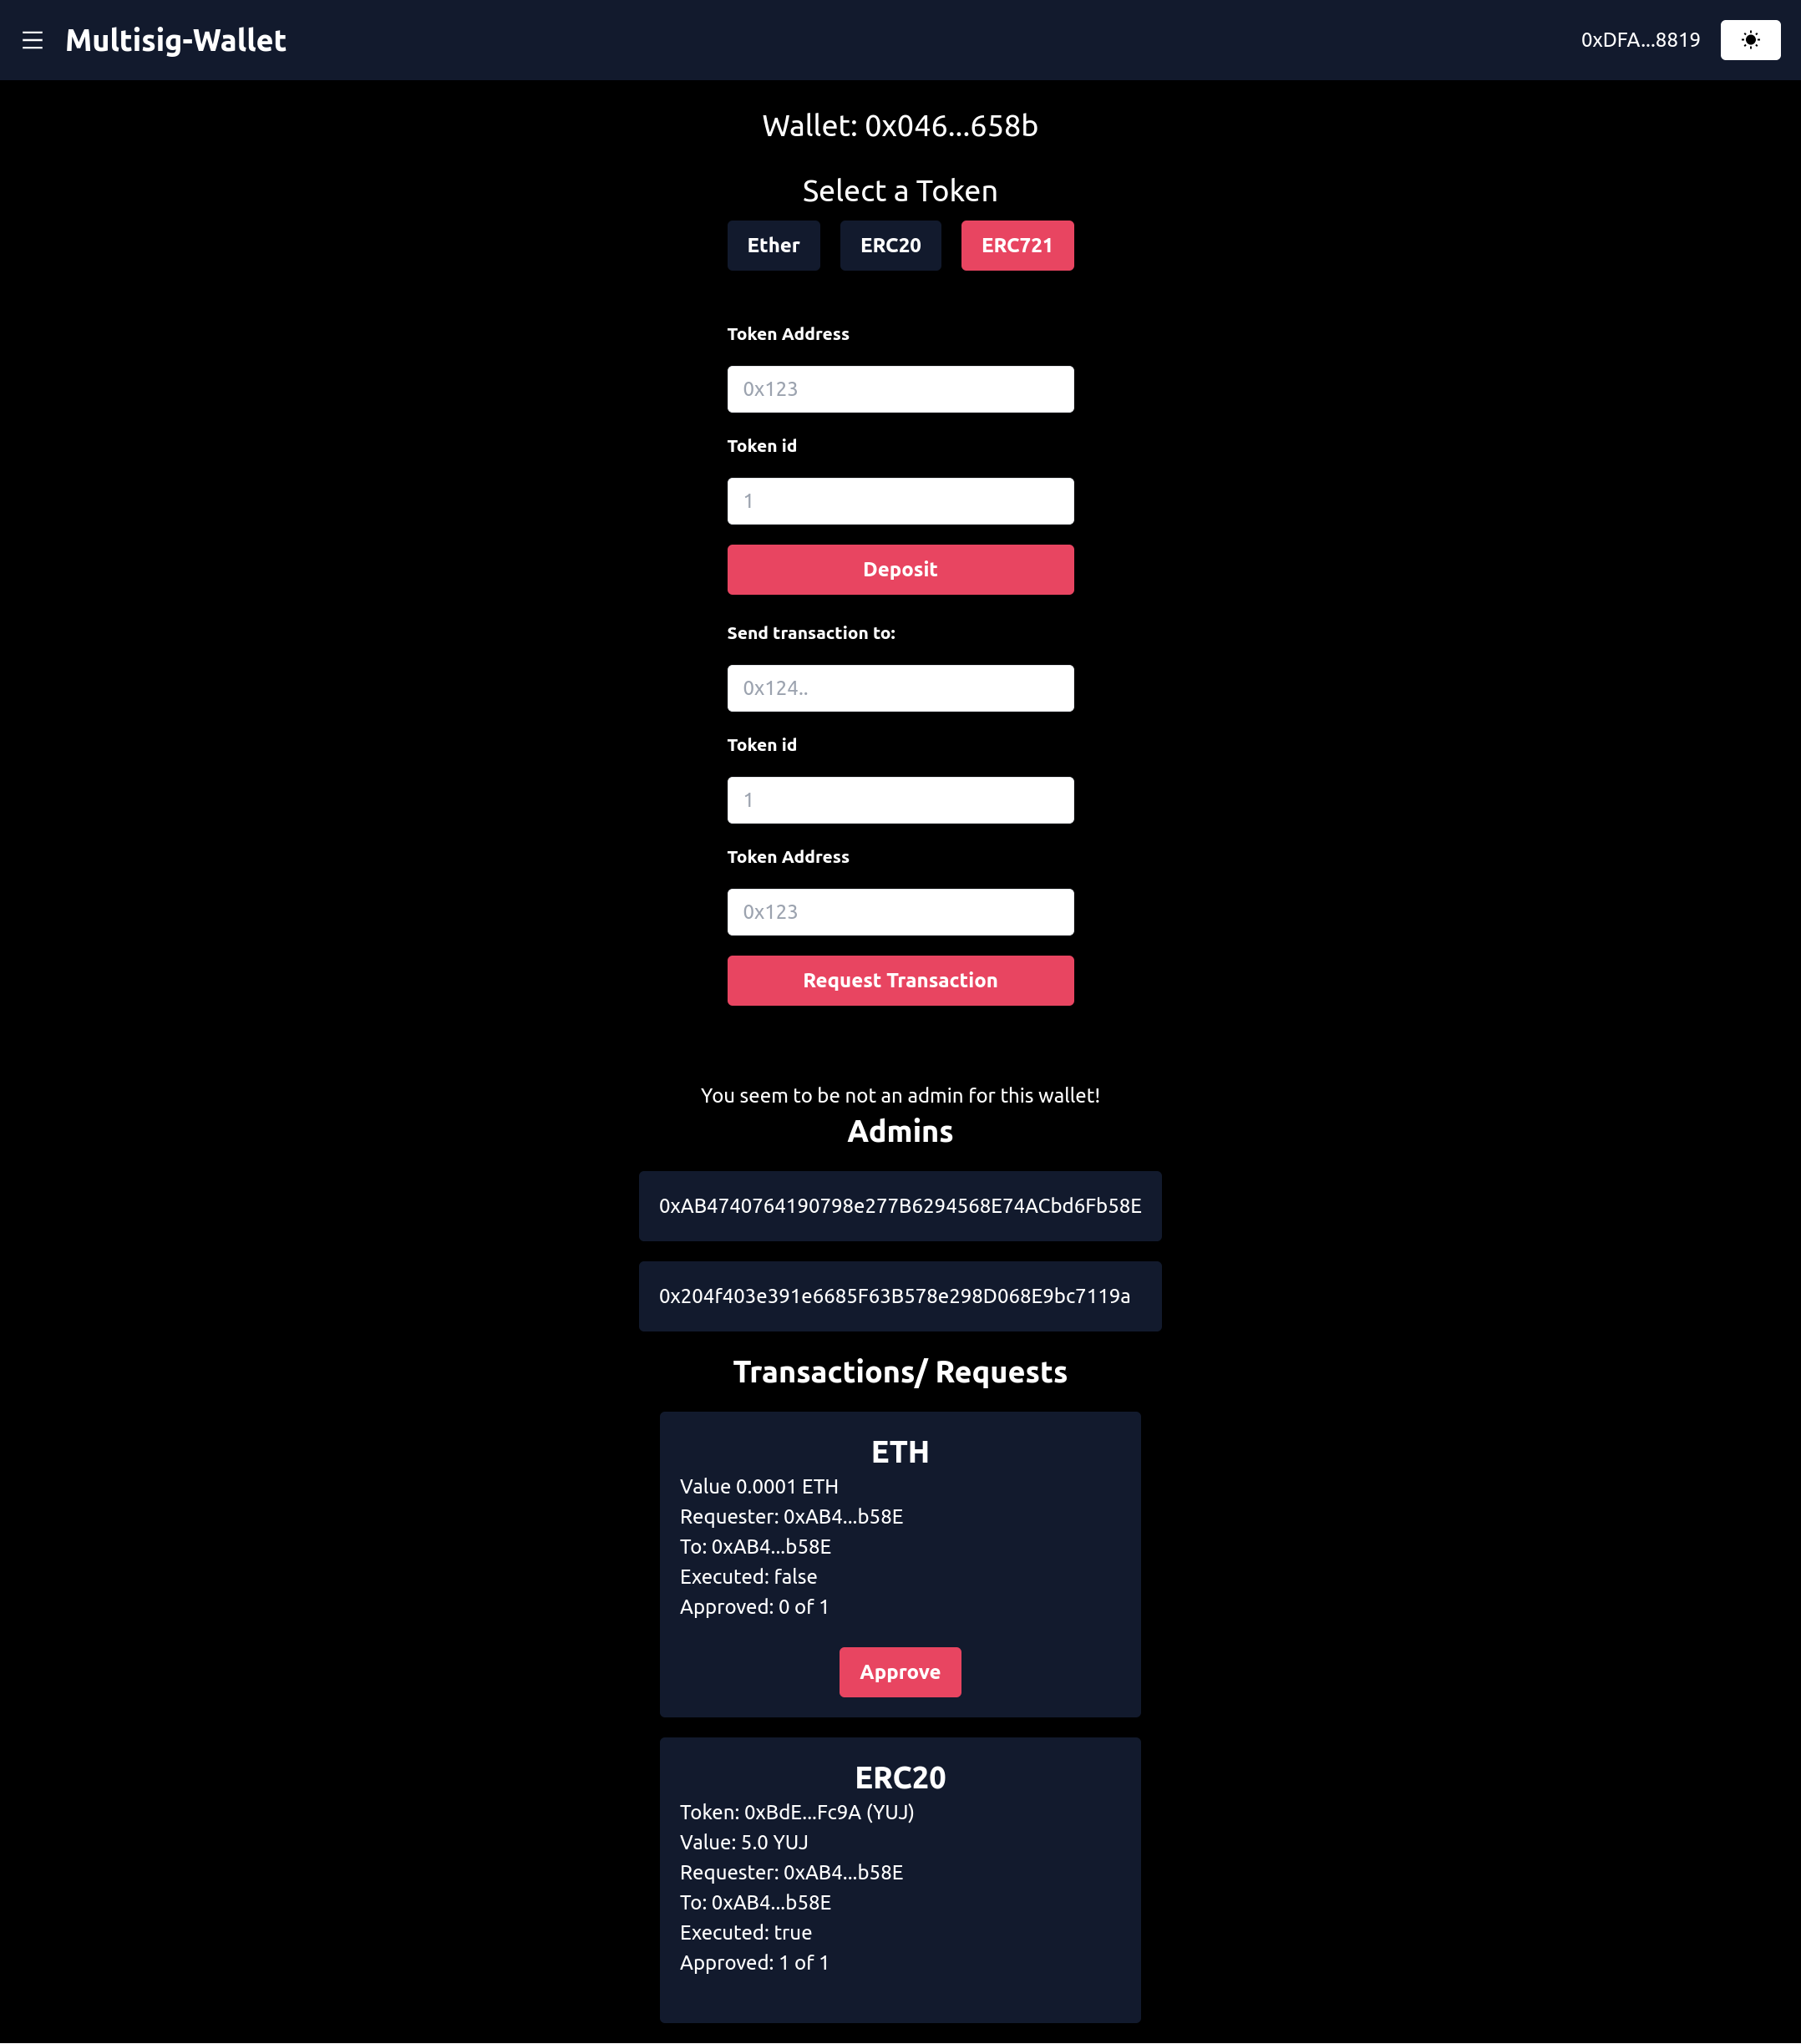 Multisig-Wallet
0xDFA...8819
Wallet: 0x046...658b
Select a Token
Ether ERC20 ERC721
Token Address
0x123
Token id
1
Deposit
Send transaction to:
0x124..
Token id
1
Token Address
0x123
Request Transaction
You seem to be not an admin for this wallet!
Admins
0xAB4740764190798e277B6294568E74ACbd6Fb58E
0x204f403e391e6685F63B578e298D068E9bc7119a
Transactions/ Requests
ETH
Value 0.0001 ETH
Requester: 0xAB4...b58E
To: 0xAB4...b58E
Executed: false
Approved: 0 of 1
Approve
ERC20
Token: 0xBdE...Fc9A (YUJ)
Value: 5.0 YUJ
Requester: 0xAB4...b58E
To: 0xAB4...b58E
Executed: true
Approved: 1 of 1